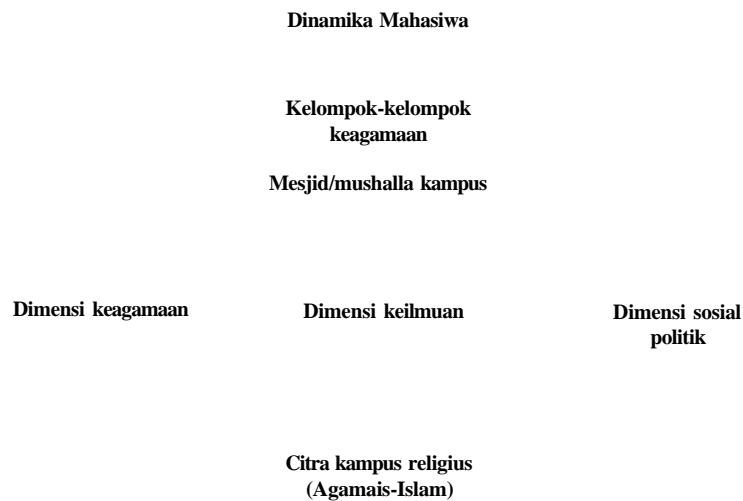 Dinamika Mahasiwa
Kelompok-kelompok
keagamaan
Mesjid/mushalla kampus
Dimensi keagamaan
Dimensi keilmuan
Dimensi sosial
politik
Citra kampus religius
(Agamais-Islam)